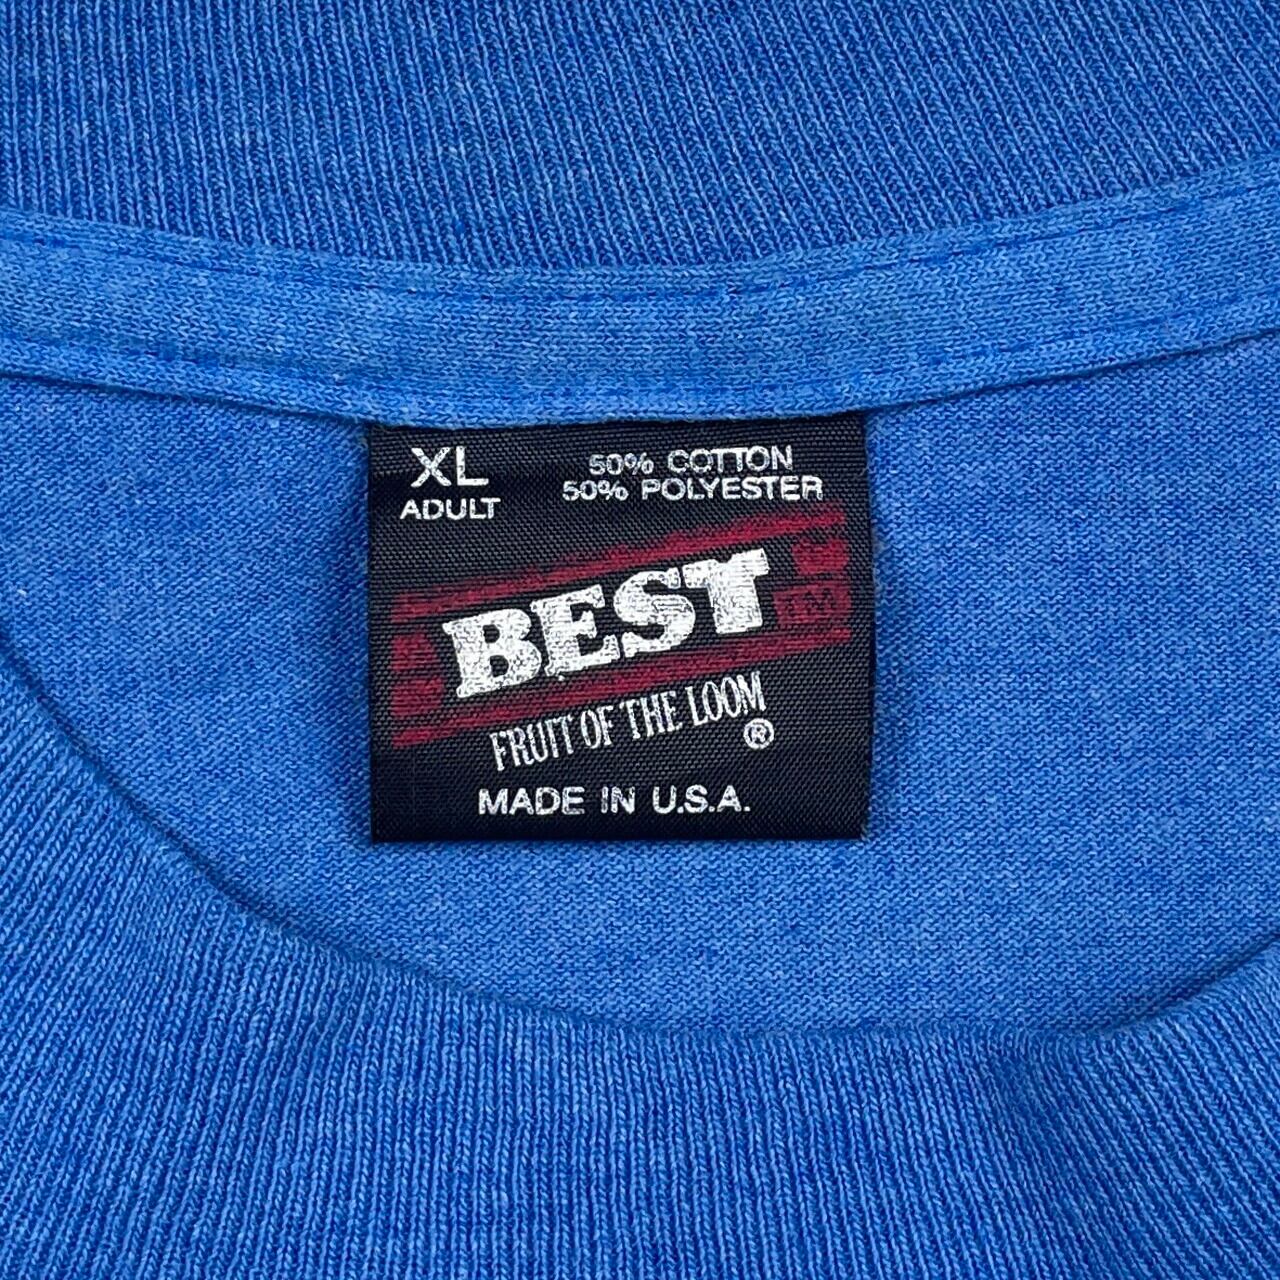 XL
ADULT
50% COTTON
50% POLYESTER
BEST
TM
FRUIT OF THE LOOM
®
MADE IN U.S.A.